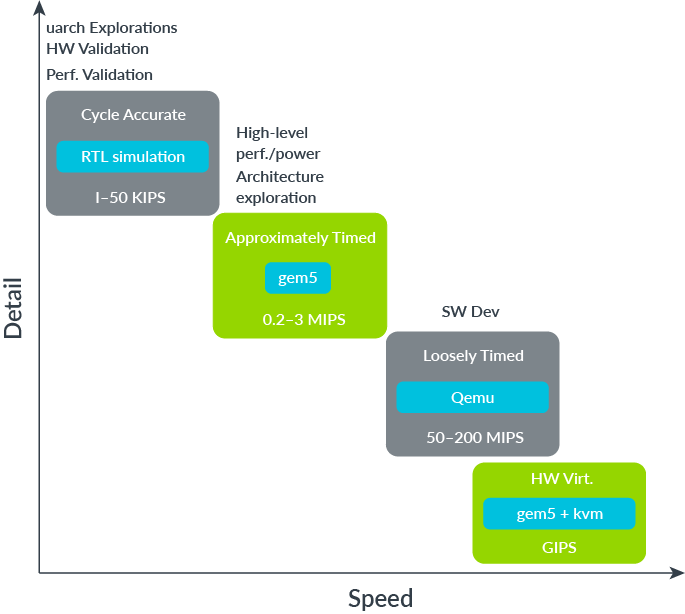 uarch Explorations
HW Validation
Perf. Validation
Cycle Accurate
RTL simulation
I–50 KIPS
High-level
perf./power
Architecture
exploration
Approximately Timed
gem5
0.2–3 MIPS
SW Dev
Loosely Timed
Qemu
50–200 MIPS
HW Virt.
gem5 + kvm
GIPS
Detail
Speed